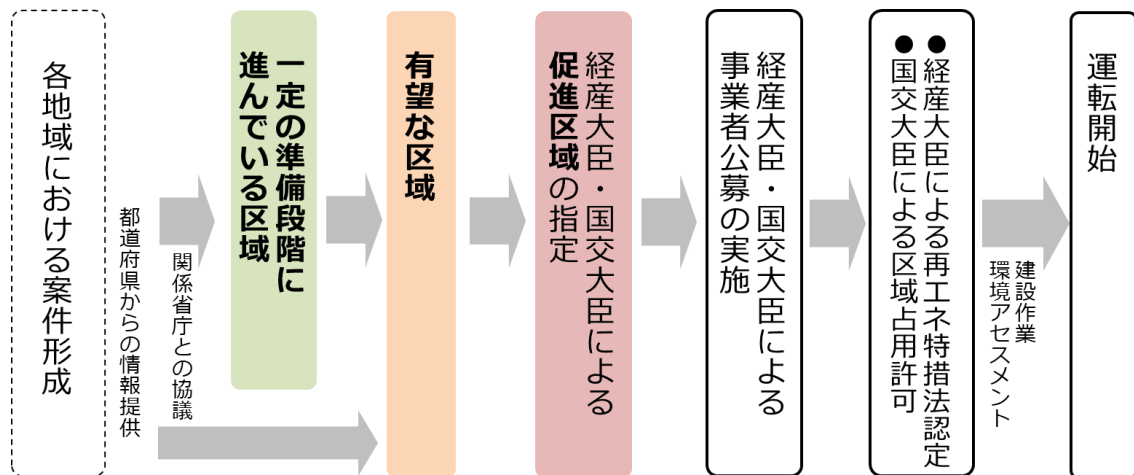 各地域における案件形成
都道府県からの情報提供
関係省庁との協議
一定の準備段階に
進んでいる区域
有望な区域
経産大臣・国交大臣による
促進区域の指定
経産大臣・国交大臣による
事業者公募の実施
●経産大臣による再エネ特措法認定
●国交大臣による区域占用許可
建設作業
環境アセスメント
運転開始